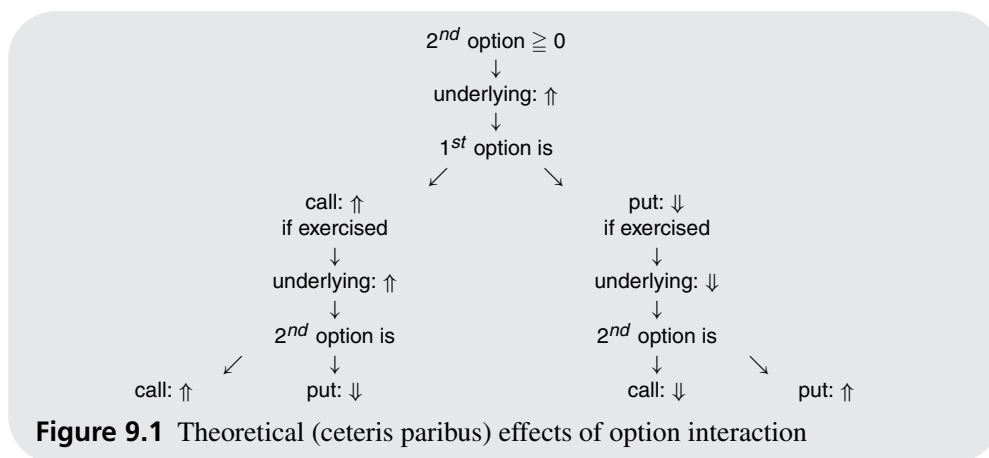 2nd option ≧ 0
↓
underlying: ⇑
↓
1st option is
↙ ↘
call: ⇑ put: ⇓
if exercised if exercised
↓ ↓
underlying: ⇑ underlying: ⇓
↓ ↓
2nd option is 2nd option is
↙ ↓ ↓ ↘
call: ⇑ put: ⇓ call: ⇓ put: ⇑
Figure 9.1 Theoretical (ceteris paribus) effects of option interaction